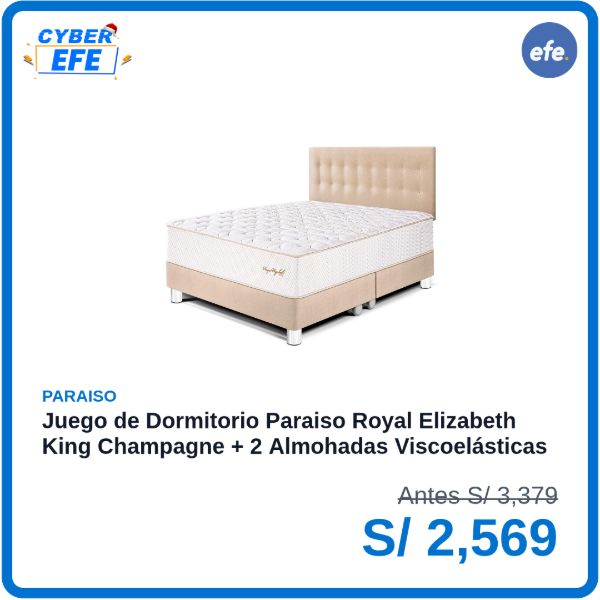 CYBER
EFE
efe.
PARAISO
Juego de Dormitorio Paraiso Royal Elizabeth
King Champagne + 2 Almohadas Viscoelásticas
Antes S/ 3,379
S/ 2,569